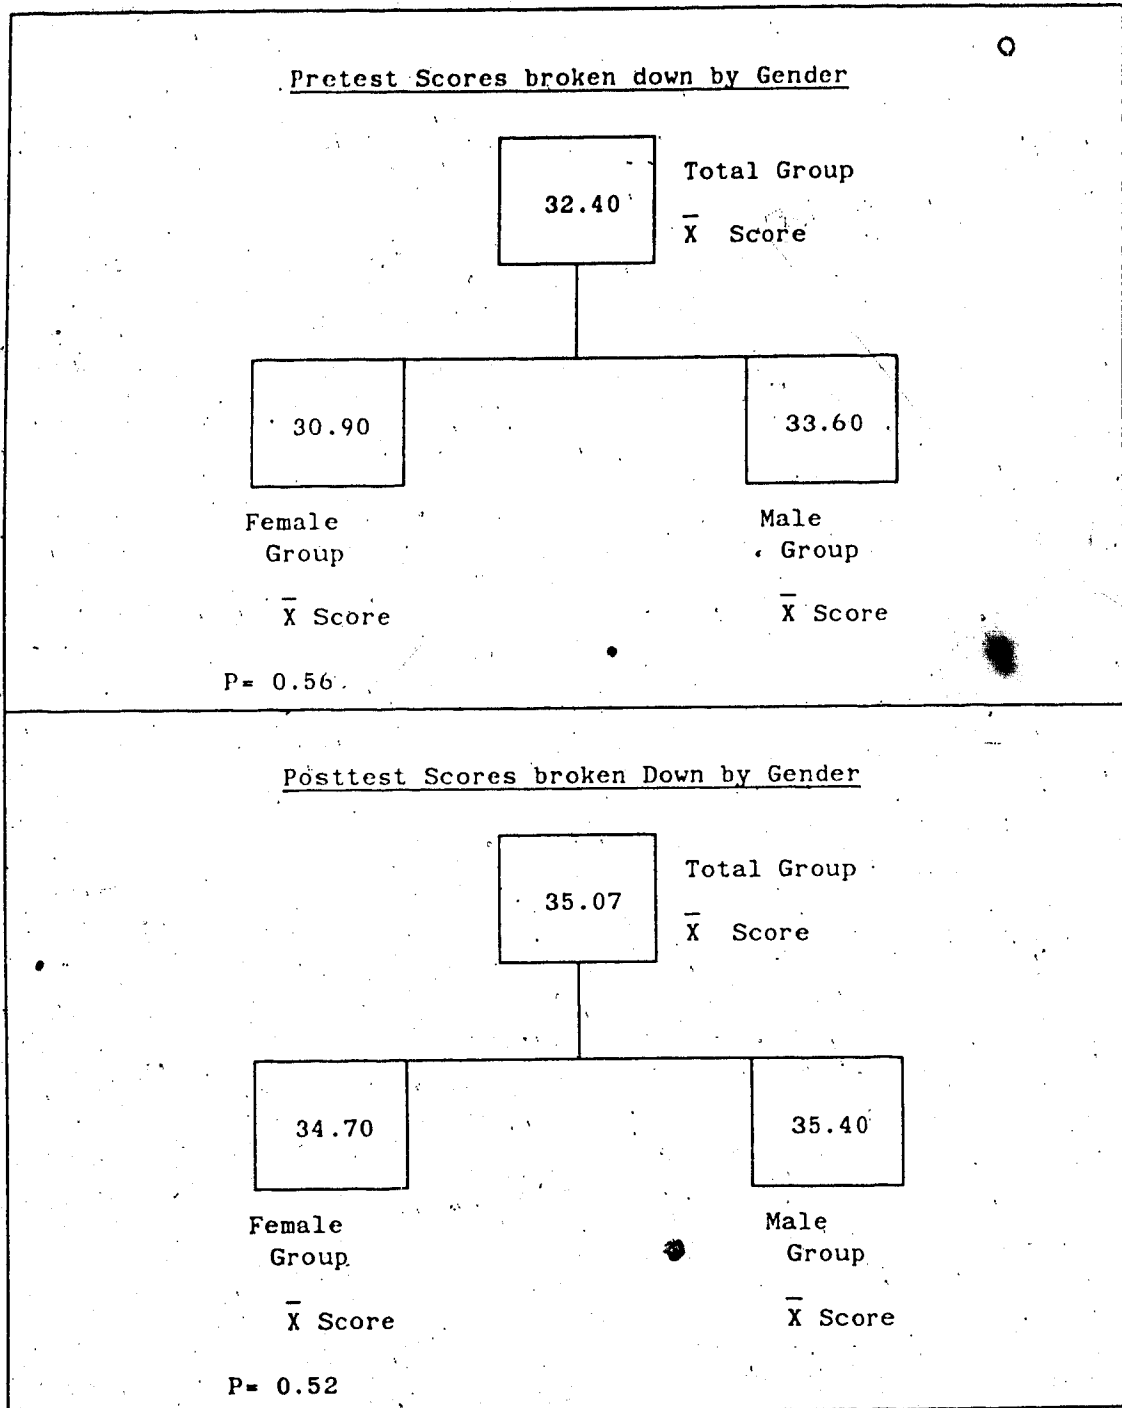 Pretest Scores broken down by Gender
32.40
Total Group
X̄ Score
30.90
33.60
Female
Group
X̄ Score
Male
Group
X̄ Score
P= 0.56
Posttest Scores broken Down by Gender
35.07
Total Group
X̄ Score
34.70
35.40
Female
Group
X̄ Score
Male
Group
X̄ Score
P= 0.52